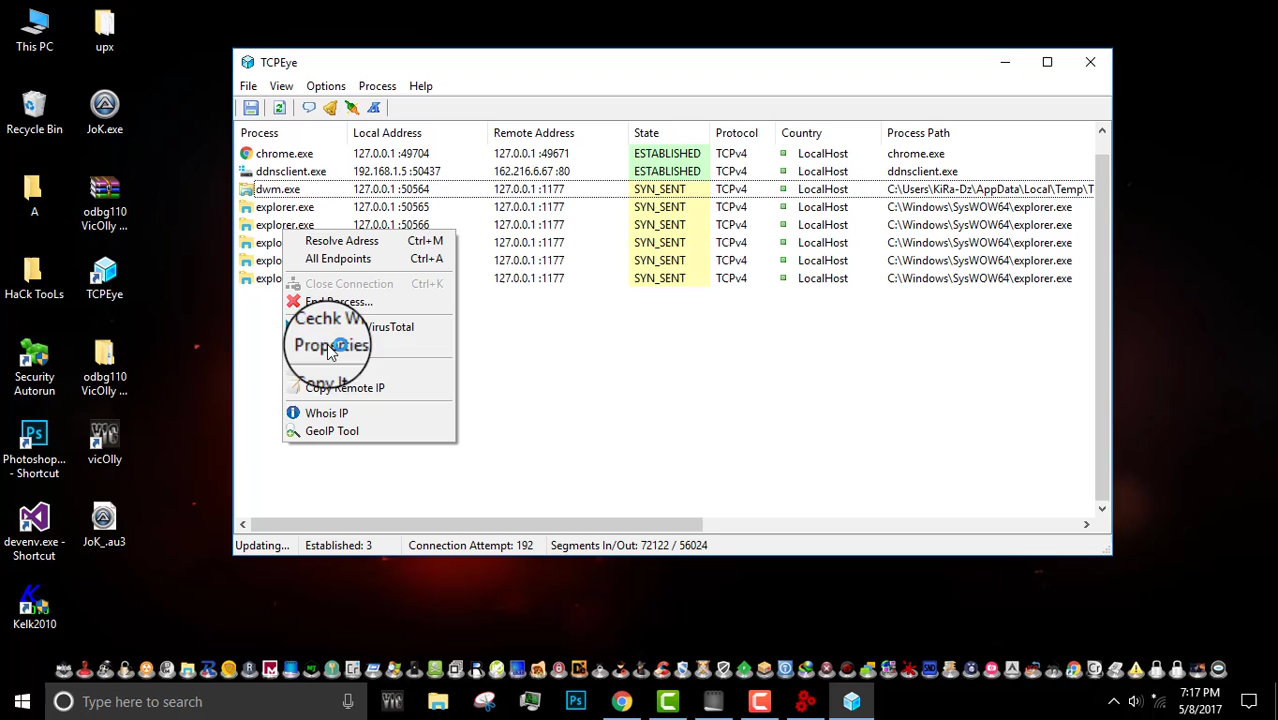 This PC
upx
Recycle Bin
JoK.exe
A
odbg110
VicOlly ...
HaCk TooLs
TCPEye
Security
Autorun
odbg110
VicOlly ...
Photoshop...
- Shortcut
vicOlly
devenv.exe -
Shortcut
JoK_.au3
Kelk2010
TCPEye
File View Options Process Help
Process Local Address Remote Address State Protocol Country Process Path
chrome.exe 127.0.0.1 :49704 127.0.0.1 :49671 ESTABLISHED TCPv4 LocalHost chrome.exe
ddnsclient.exe 192.168.1.5 :50437 162.216.6.67 :80 ESTABLISHED TCPv4 LocalHost ddnsclient.exe
dwm.exe 127.0.0.1 :50564 127.0.0.1 :1177 SYN_SENT TCPv4 LocalHost C:\Users\KiRa-Dz\AppData\Local\Temp\T
explorer.exe 127.0.0.1 :50565 127.0.0.1 :1177 SYN_SENT TCPv4 LocalHost C:\Windows\SysWOW64\explorer.exe
explorer.exe 127.0.0.1 :50566 127.0.0.1 :1177 SYN_SENT TCPv4 LocalHost C:\Windows\SysWOW64\explorer.exe
explo 127.0.0.1 :1177 SYN_SENT TCPv4 LocalHost C:\Windows\SysWOW64\explorer.exe
explo 127.0.0.1 :1177 SYN_SENT TCPv4 LocalHost C:\Windows\SysWOW64\explorer.exe
explo 127.0.0.1 :1177 SYN_SENT TCPv4 LocalHost C:\Windows\SysWOW64\explorer.exe
Resolve Adress Ctrl+M
All Endpoints Ctrl+A
Close Connection Ctrl+K
End Porcess...
Cechk Wi VirusTotal
Properties
Copy It
Copy Remote IP
Whois IP
GeoIP Tool
Updating... Established: 3 Connection Attempt: 192 Segments In/Out: 72122 / 56024
Type here to search
7:17 PM
5/8/2017